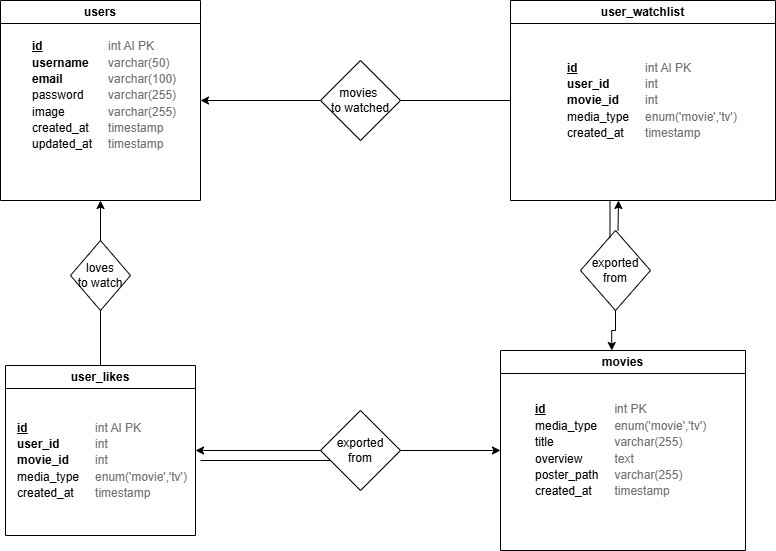 users
id int AI PK
username varchar(50)
email varchar(100)
password varchar(255)
image varchar(255)
created_at timestamp
updated_at timestamp
movies
to watched
user_watchlist
id int AI PK
user_id int
movie_id int
media_type enum('movie','tv')
created_at timestamp
loves
to watch
exported
from
user_likes
id int AI PK
user_id int
movie_id int
media_type enum('movie','tv')
created_at timestamp
exported
from
movies
id int PK
media_type enum('movie','tv')
title varchar(255)
overview text
poster_path varchar(255)
created_at timestamp